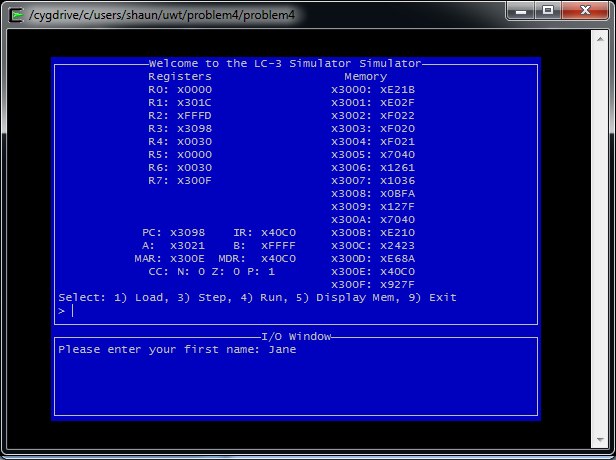 /cygdrive/c/users/shaun/uwt/problem4/problem4
Welcome to the LC-3 Simulator Simulator
Registers Memory
R0: x0000 x3000: xE21B
R1: x301C x3001: xE02F
R2: xFFFD x3002: xF022
R3: x3098 x3003: xF020
R4: x0030 x3004: xF021
R5: x0000 x3005: x7040
R6: x0030 x3006: x1261
R7: x300F x3007: x1036
x3008: x0BFA
x3009: x127F
x300A: x7040
PC: x3098 IR: x40C0 x300B: xE210
A: x3021 B: xFFFF x300C: x2423
MAR: x300E MDR: x40C0 x300D: xE68A
CC: N: 0 Z: 0 P: 1 x300E: x40C0
x300F: x927F
Select: 1) Load, 3) Step, 4) Run, 5) Display Mem, 9) Exit
>
I/O Window
Please enter your first name: Jane